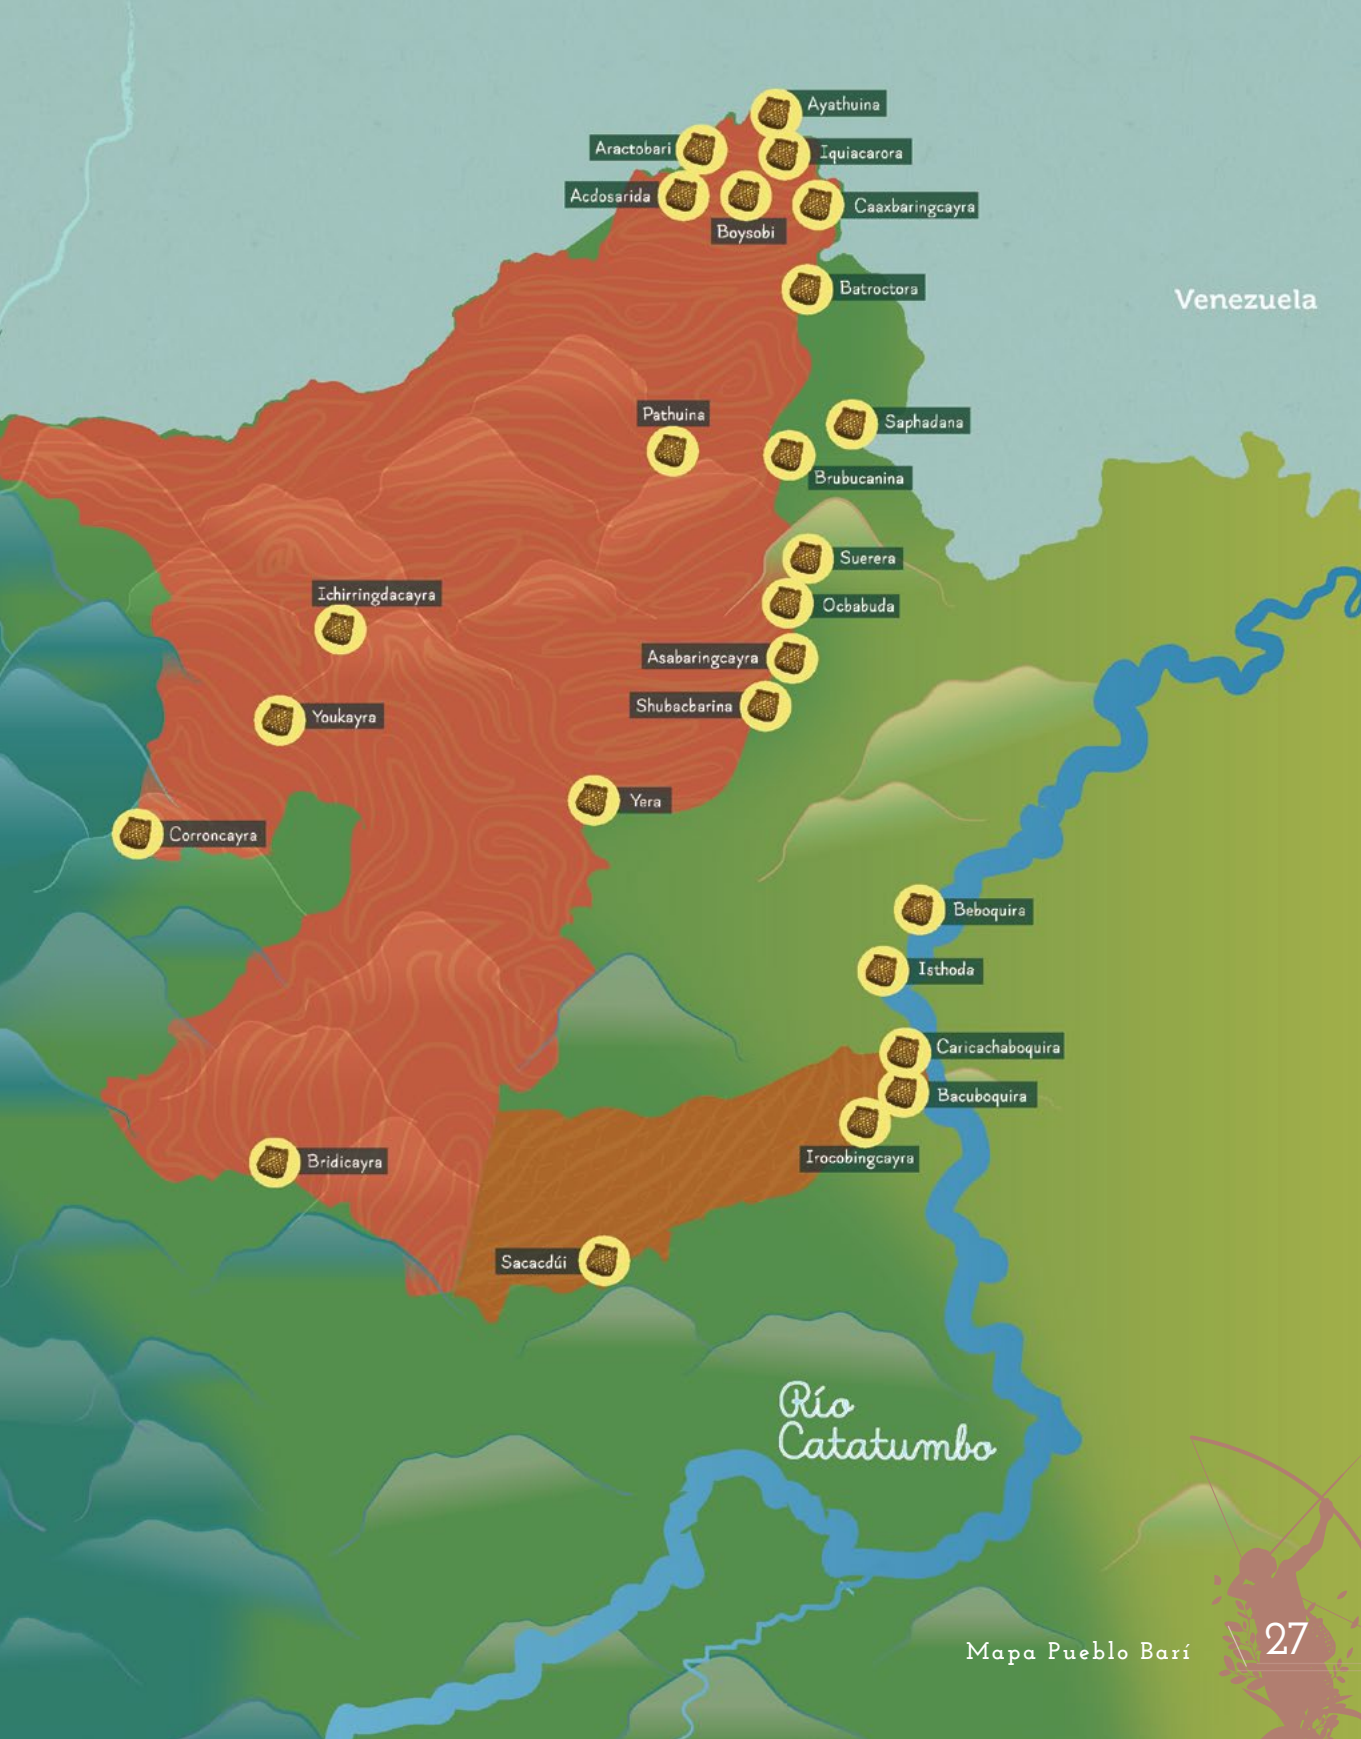 Ayathuina
Aractobari
Iquiacarora
Acdosarida
Caaxbaringcayra
Boysobi
Batroctora
Venezuela
Pathuina
Saphadana
Brubucanina
Suerera
Ichirringdacayra
Ocbabuda
Asabaringcayra
Shubacbarina
Youkayra
Yera
Corroncayra
Beboquira
Isthoda
Caricachaboquira
Bacuboquira
Irocobingcayra
Bridicayra
Sacacdúi
Río
Catatumbo
Mapa Pueblo Barí
27